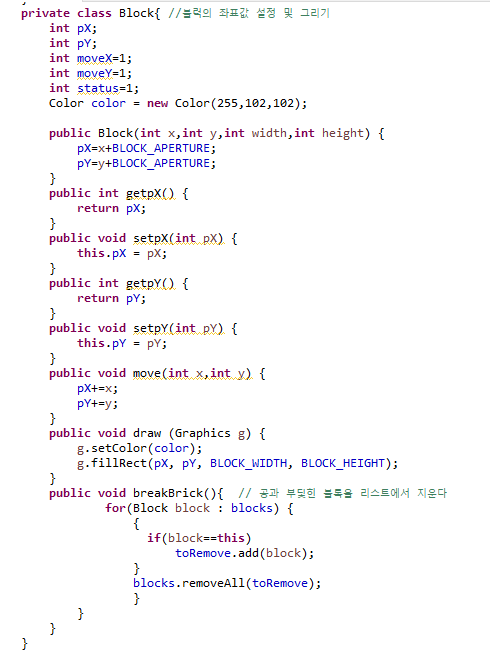 private class Block{ //블럭의 좌표값 설정 및 그리기
    int pX;
    int pY;
    int moveX=1;
    int moveY=1;
    int status=1;
    Color color = new Color(255,102,102);

    public Block(int x,int y,int width,int height) {
        pX=x+BLOCK_APERTURE;
        pY=y+BLOCK_APERTURE;
    }
    public int getpX() {
        return pX;
    }
    public void setpX(int pX) {
        this.pX = pX;
    }
    public int getpY() {
        return pY;
    }
    public void setpY(int pY) {
        this.pY = pY;
    }
    public void move(int x,int y) {
        pX+=x;
        pY+=y;
    }
    public void draw (Graphics g) {
        g.setColor(color);
        g.fillRect(pX, pY, BLOCK_WIDTH, BLOCK_HEIGHT);
    }
    public void breakBrick(){  // 공과 부딪힌 블록을 리스트에서 지운다
            for(Block block : blocks) {
                {
                  if(block==this)
                      toRemove.add(block);
                }
                blocks.removeAll(toRemove);
                }
        }
    }
}